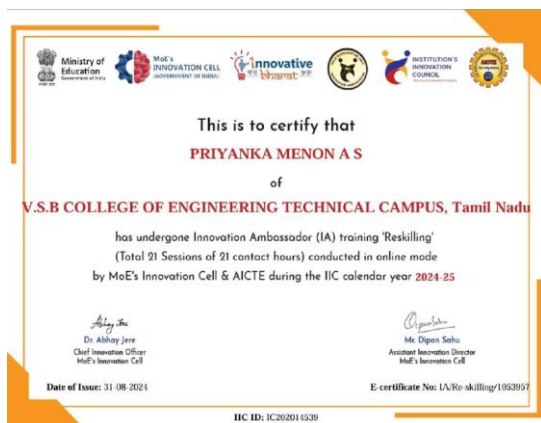 Ministry of
Education
Government of India
MoE's
INNOVATION CELL
(GOVERNMENT OF INDIA)
innovative
bharat
INSTITUTION'S
INNOVATION
COUNCIL
AICTE
This is to certify that
PRIYANKA MENON A S
of
V.S.B COLLEGE OF ENGINEERING TECHNICAL CAMPUS, Tamil Nadu
has undergone Innovation Ambassador (IA) training 'Reskilling'
(Total 21 Sessions of 21 contact hours) conducted in online mode
by MoE's Innovation Cell & AICTE during the IIC calendar year 2024-25
Dr. Abhay Jere
Chief Innovation Officer
MoE's Innovation Cell
Mr. Dipan Sahu
Assistant Innovation Director
MoE's Innovation Cell
Date of Issue: 31-08-2024
E-certificate No: IA/Re-skilling/1053957
IIC ID: IC202014539